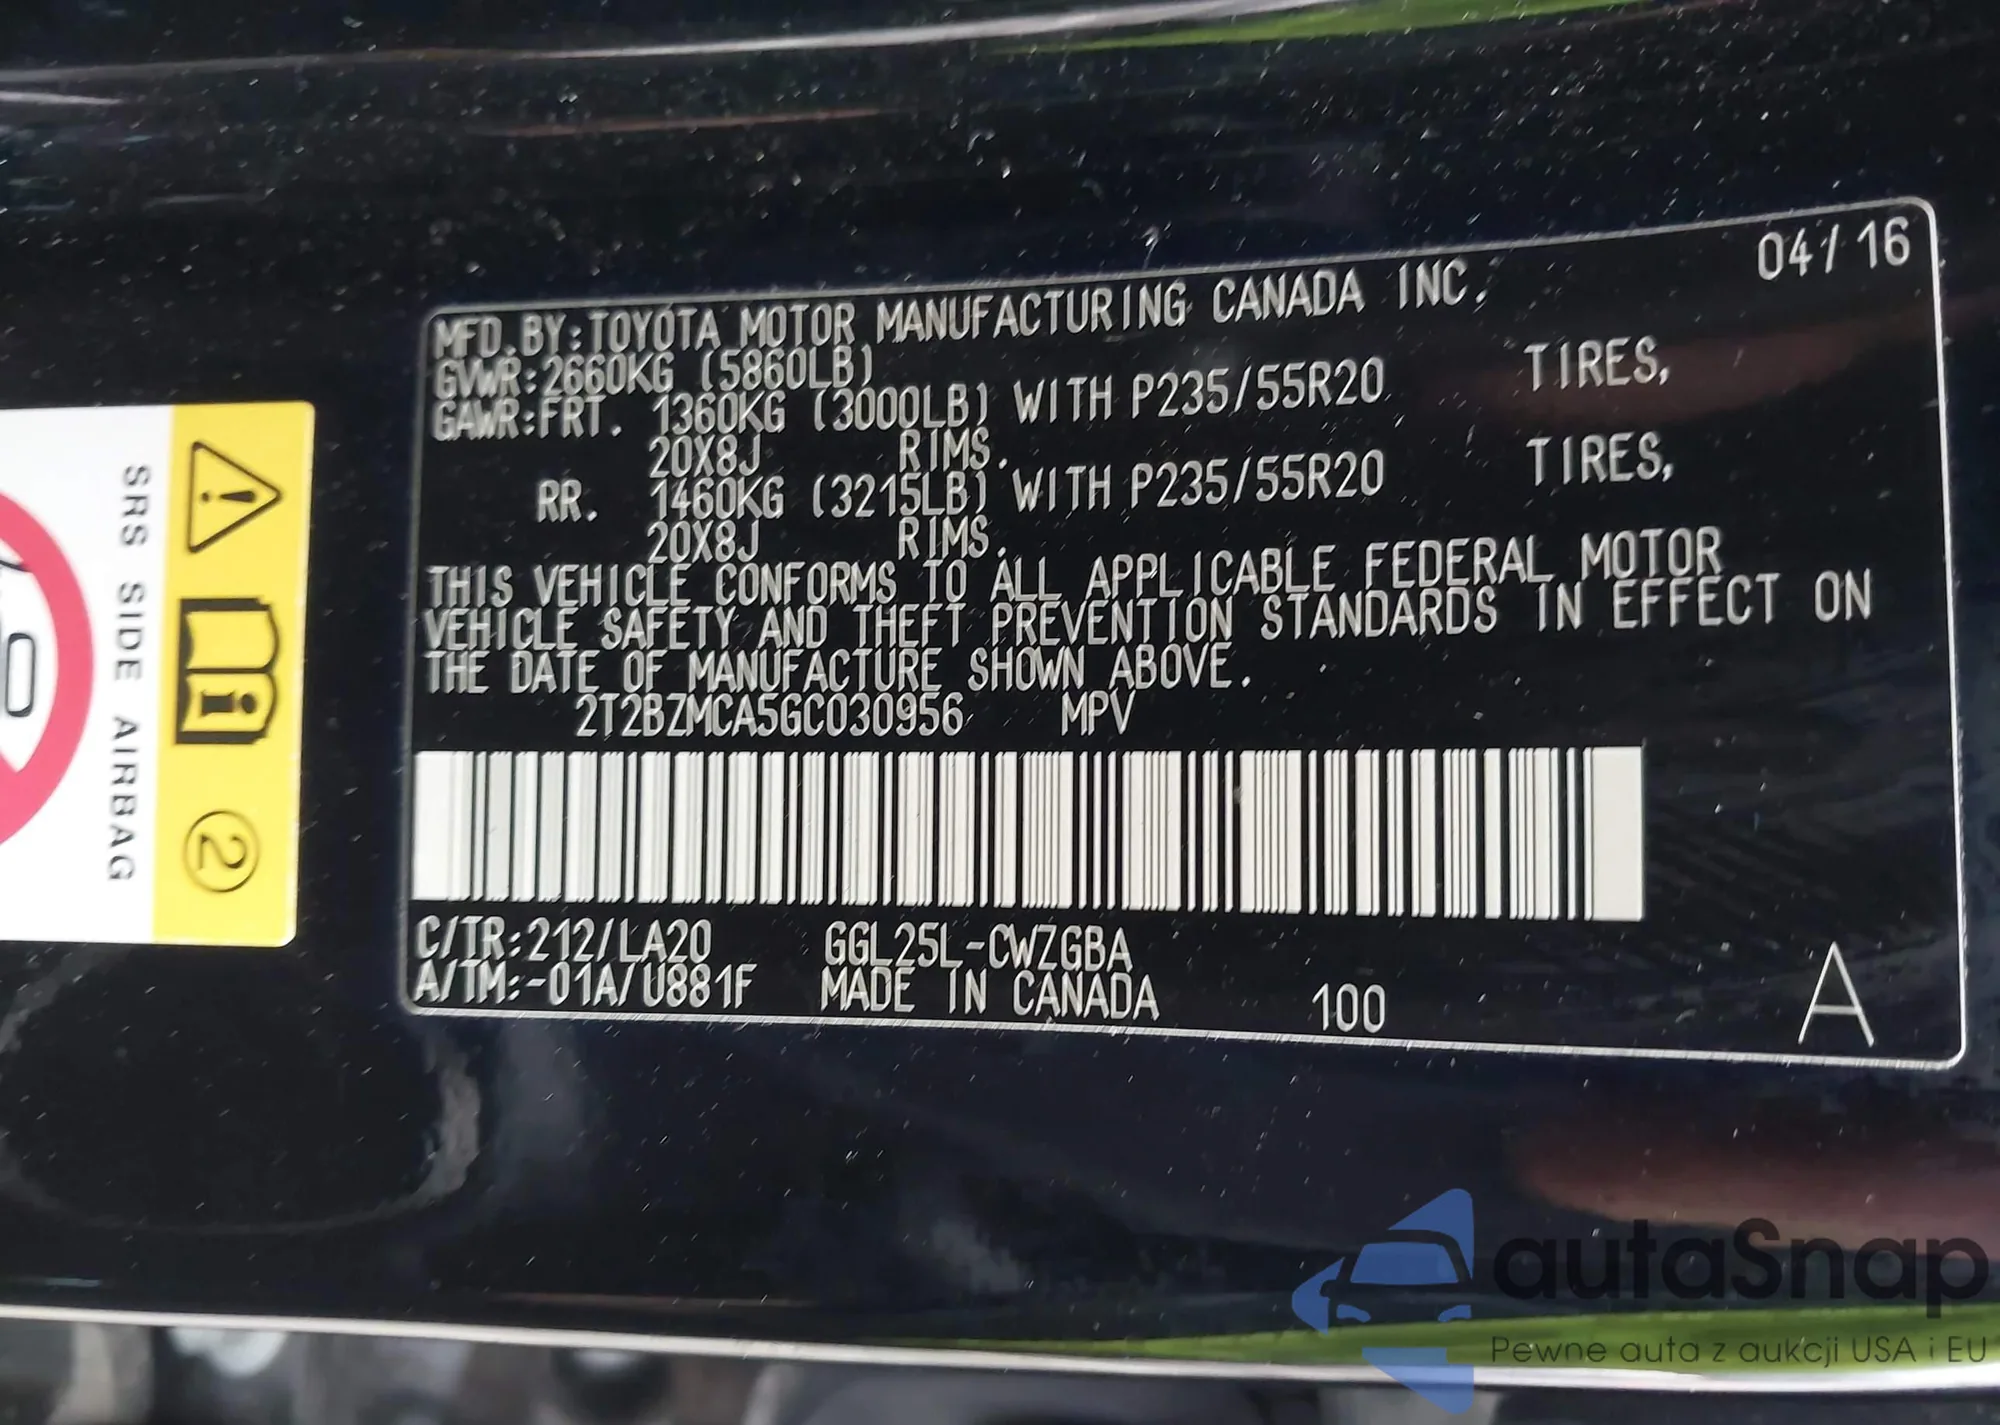 04/16
MFD.BY:TOYOTA MOTOR MANUFACTURING CANADA INC.
GVWR:2660KG (5860LB)
GAWR:FRT. 1360KG (3000LB) WITH P235/55R20 TIRES,
20X8J RIMS.
RR. 1460KG (3215LB) WITH P235/55R20 TIRES,
20X8J RIMS.
THIS VEHICLE CONFORMS TO ALL APPLICABLE FEDERAL MOTOR
VEHICLE SAFETY AND THEFT PREVENTION STANDARDS IN EFFECT ON
THE DATE OF MANUFACTURE SHOWN ABOVE.
2T2BZMCA5GC030956 MPV
C/TR:212/LA20 GGL25L-CWZGBA
A/TM:-01A/U881F MADE IN CANADA 100 A
SRS SIDE AIRBAG
2
autaSnap
Pewne auta z aukcji USA i EU